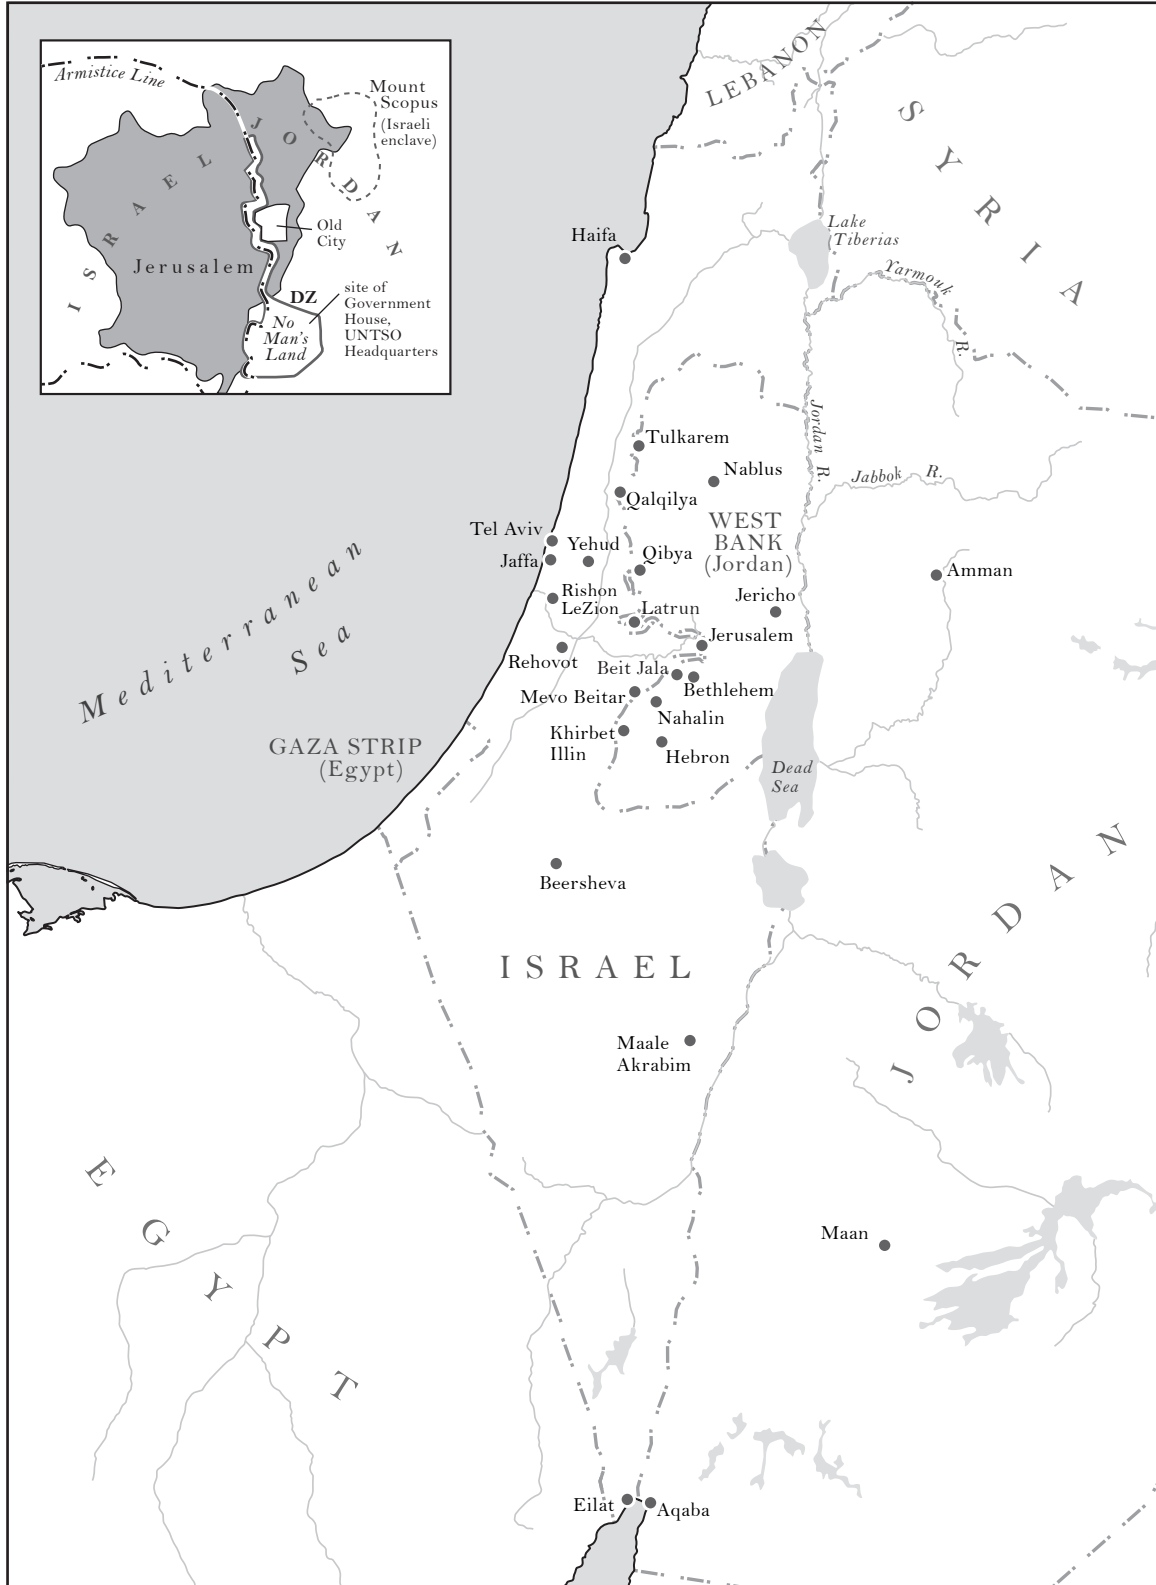 Armistice Line
Mount
Scopus
(Israeli
enclave)
ISRAEL
JORDAN
Old
City
Jerusalem
DZ
site of
Government
House,
UNTSO
Headquarters
No
Man's
Land
LEBANON
SYRIA
Lake
Tiberias
Haifa
Yarmouk R.
Jordan R.
Tulkarem
Nablus
Jabbok R.
Qalqilya
WEST
BANK
(Jordan)
Tel Aviv
Yehud
Jaffa
Qibya
Amman
Rishon
LeZion
Jericho
Latrun
Jerusalem
Rehovot
Beit Jala
Bethlehem
Mevo Beitar
Nahalin
Khirbet
Illin
Hebron
Mediterranean
Sea
GAZA STRIP
(Egypt)
Dead
Sea
Beersheva
ISRAEL
JORDAN
Maale
Akrabim
EGYPT
Maan
Eilat
Aqaba